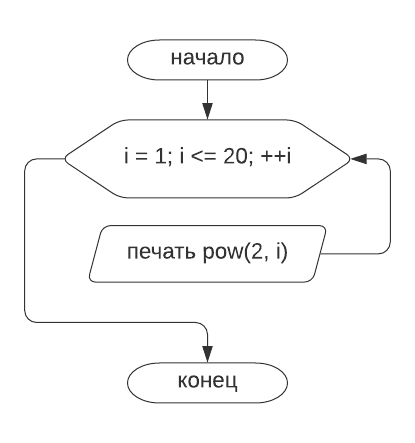 начало
i = 1; i <= 20; ++i
печать pow(2, i)
конец